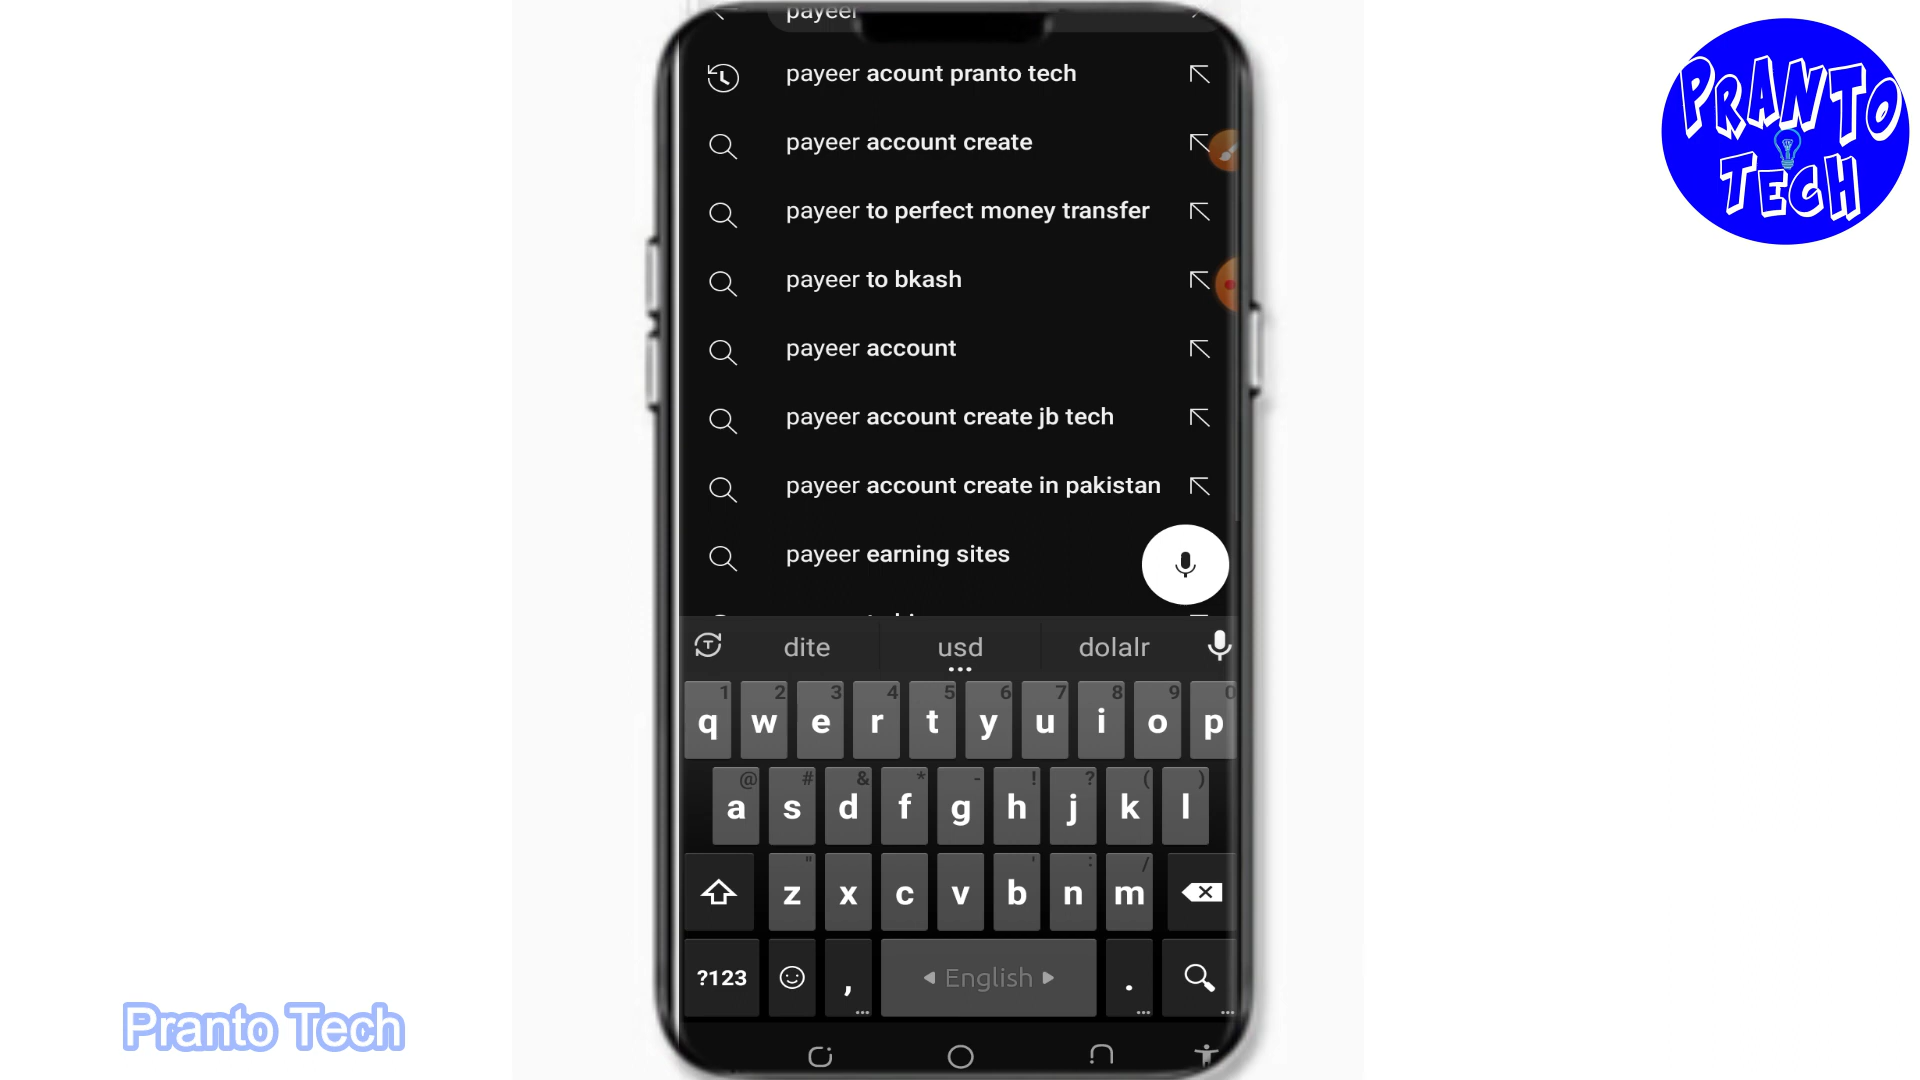 payeer
payeer acount pranto tech
payeer account create
payeer to perfect money transfer
payeer to bkash
payeer account
payeer account create jb tech
payeer account create in pakistan
payeer earning sites
dite usd dolalr
1 2 3 4 5 6 7 8 9 0
q w e r t y u i o p
@ # & * - ! ? ( )
a s d f g h j k l
" ' : /
z x c v b n m
?123 , English .
PRANTO
TECH
Pranto Tech